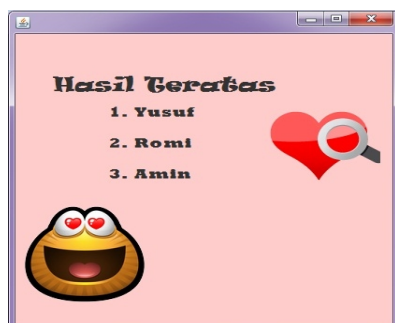 Hasil Teratas
1. Yusuf
2. Romi
3. Amin